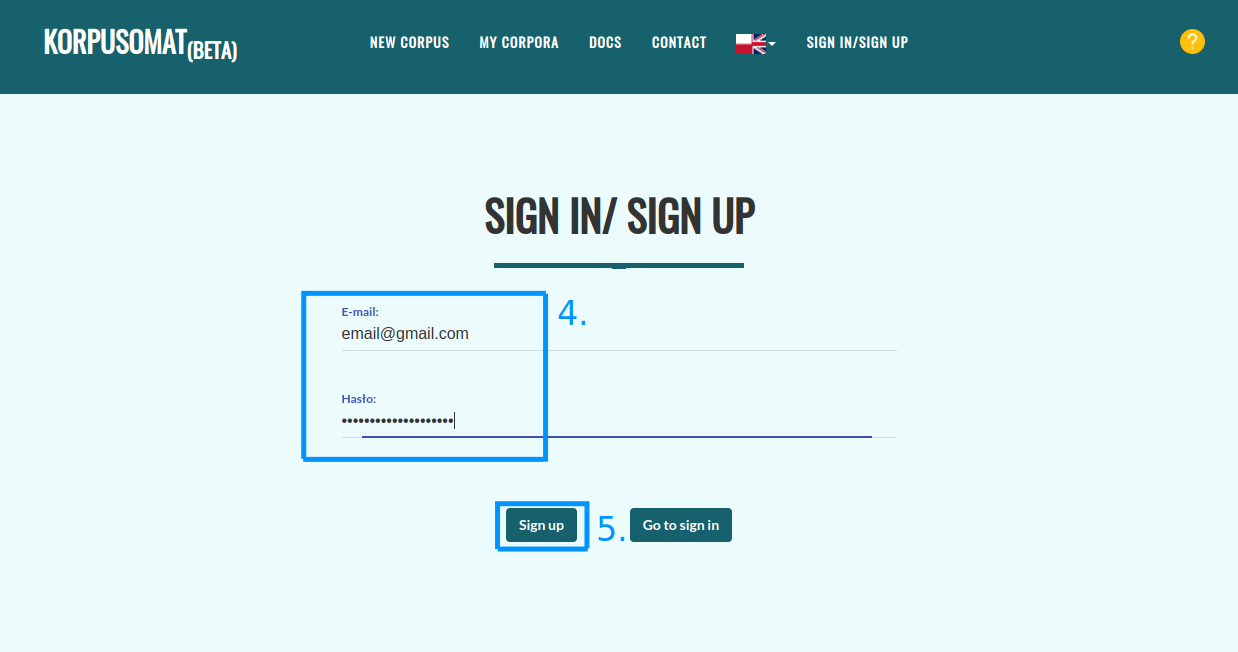 KORPUSOMAT(BETA)
NEW CORPUS MY CORPORA DOCS CONTACT SIGN IN/SIGN UP ?
SIGN IN/ SIGN UP
E-mail:
4.
email@gmail.com
Hasło:
••••••••••••••••••••
Sign up 5. Go to sign in